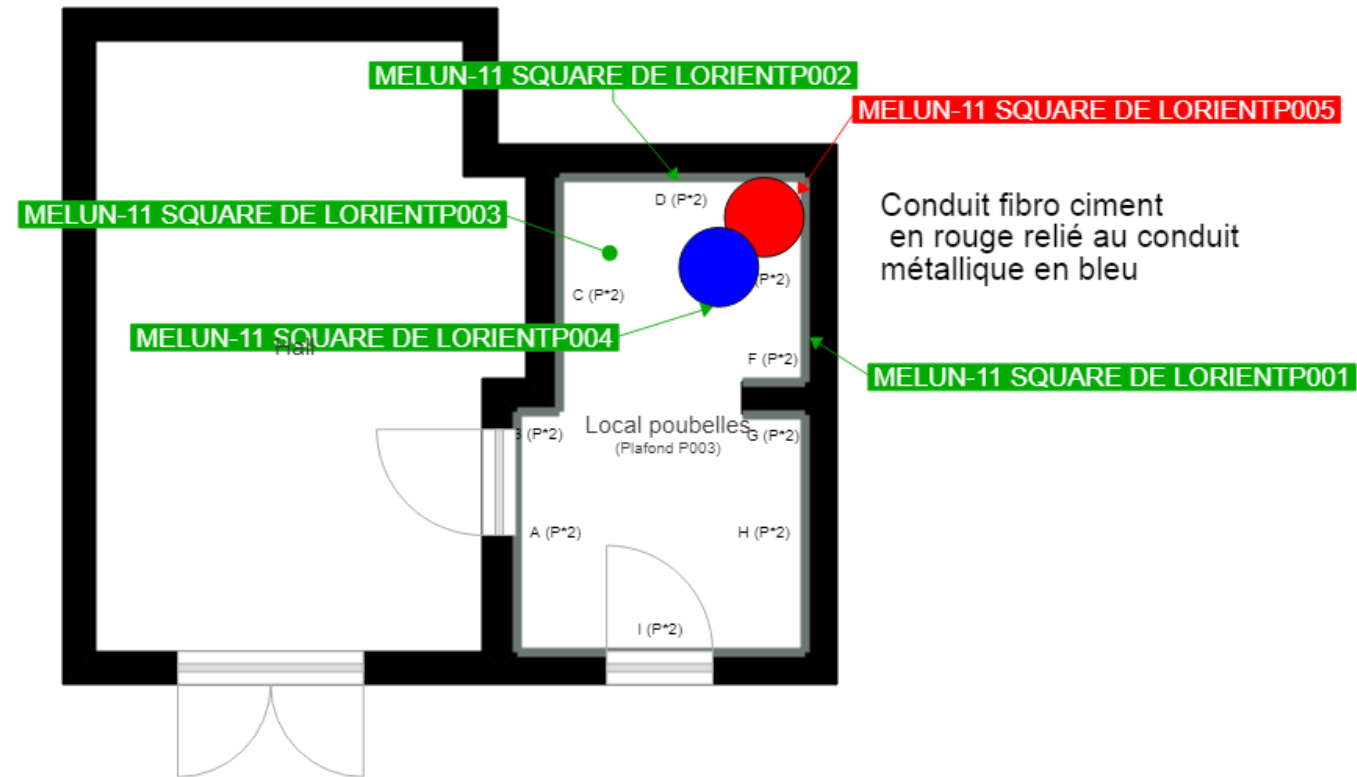 MELUN-11 SQUARE DE LORIENTP002
MELUN-11 SQUARE DE LORIENTP005
D (P*2)
MELUN-11 SQUARE DE LORIENTP003
Conduit fibro ciment
en rouge relié au conduit
métallique en bleu
(P*2)
C (P*2)
MELUN-11 SQUARE DE LORIENTP004
Hall
F (P*2)
MELUN-11 SQUARE DE LORIENTP001
Local poubelles
(Plafond P003)
B (P*2)
G (P*2)
A (P*2)
H (P*2)
I (P*2)